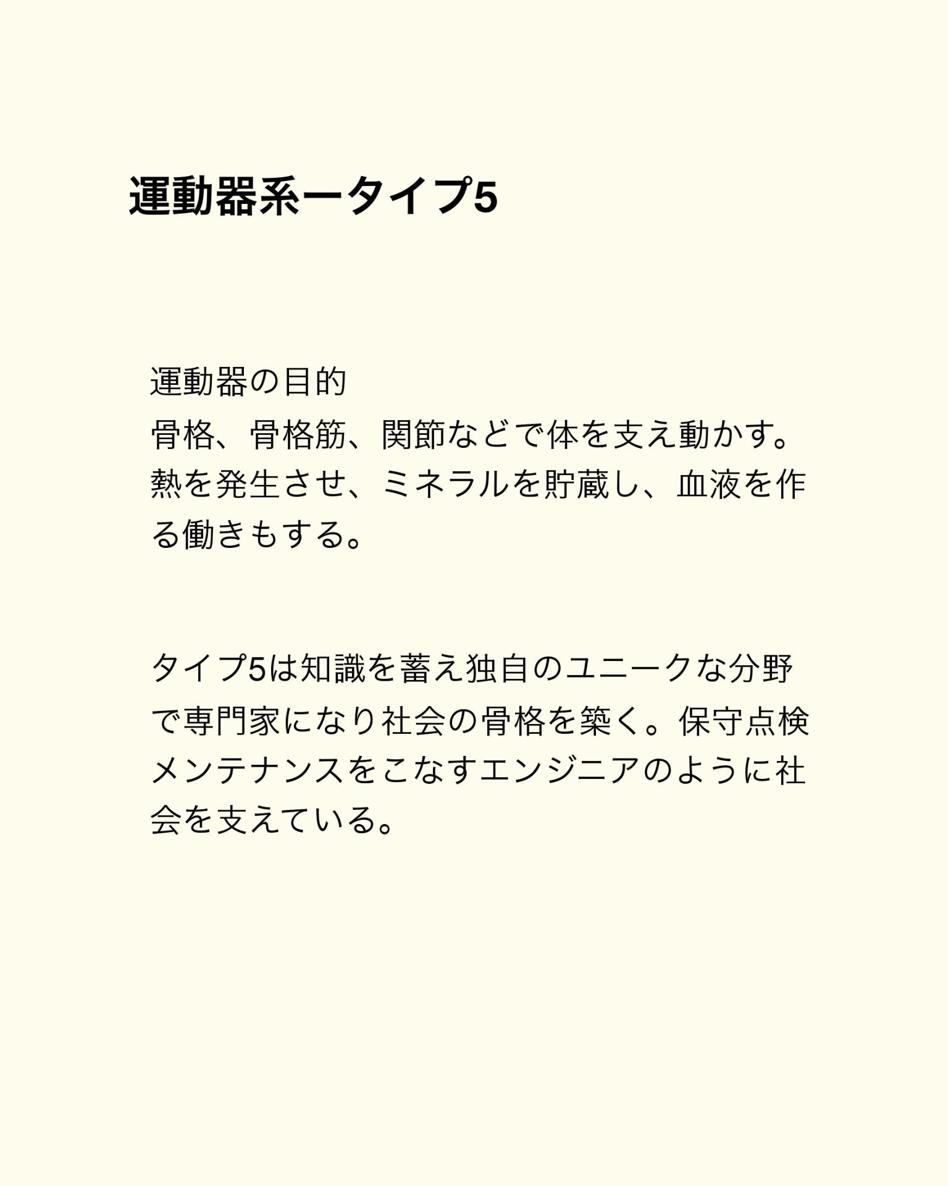 運動器系ータイプ5
運動器の目的
骨格、骨格筋、関節などで体を支え動かす。
熱を発生させ、ミネラルを貯蔵し、血液を作
る働きもする。
タイプ5は知識を蓄え独自のユニークな分野
で専門家になり社会の骨格を築く。保守点検
メンテナンスをこなすエンジニアのように社
会を支えている。